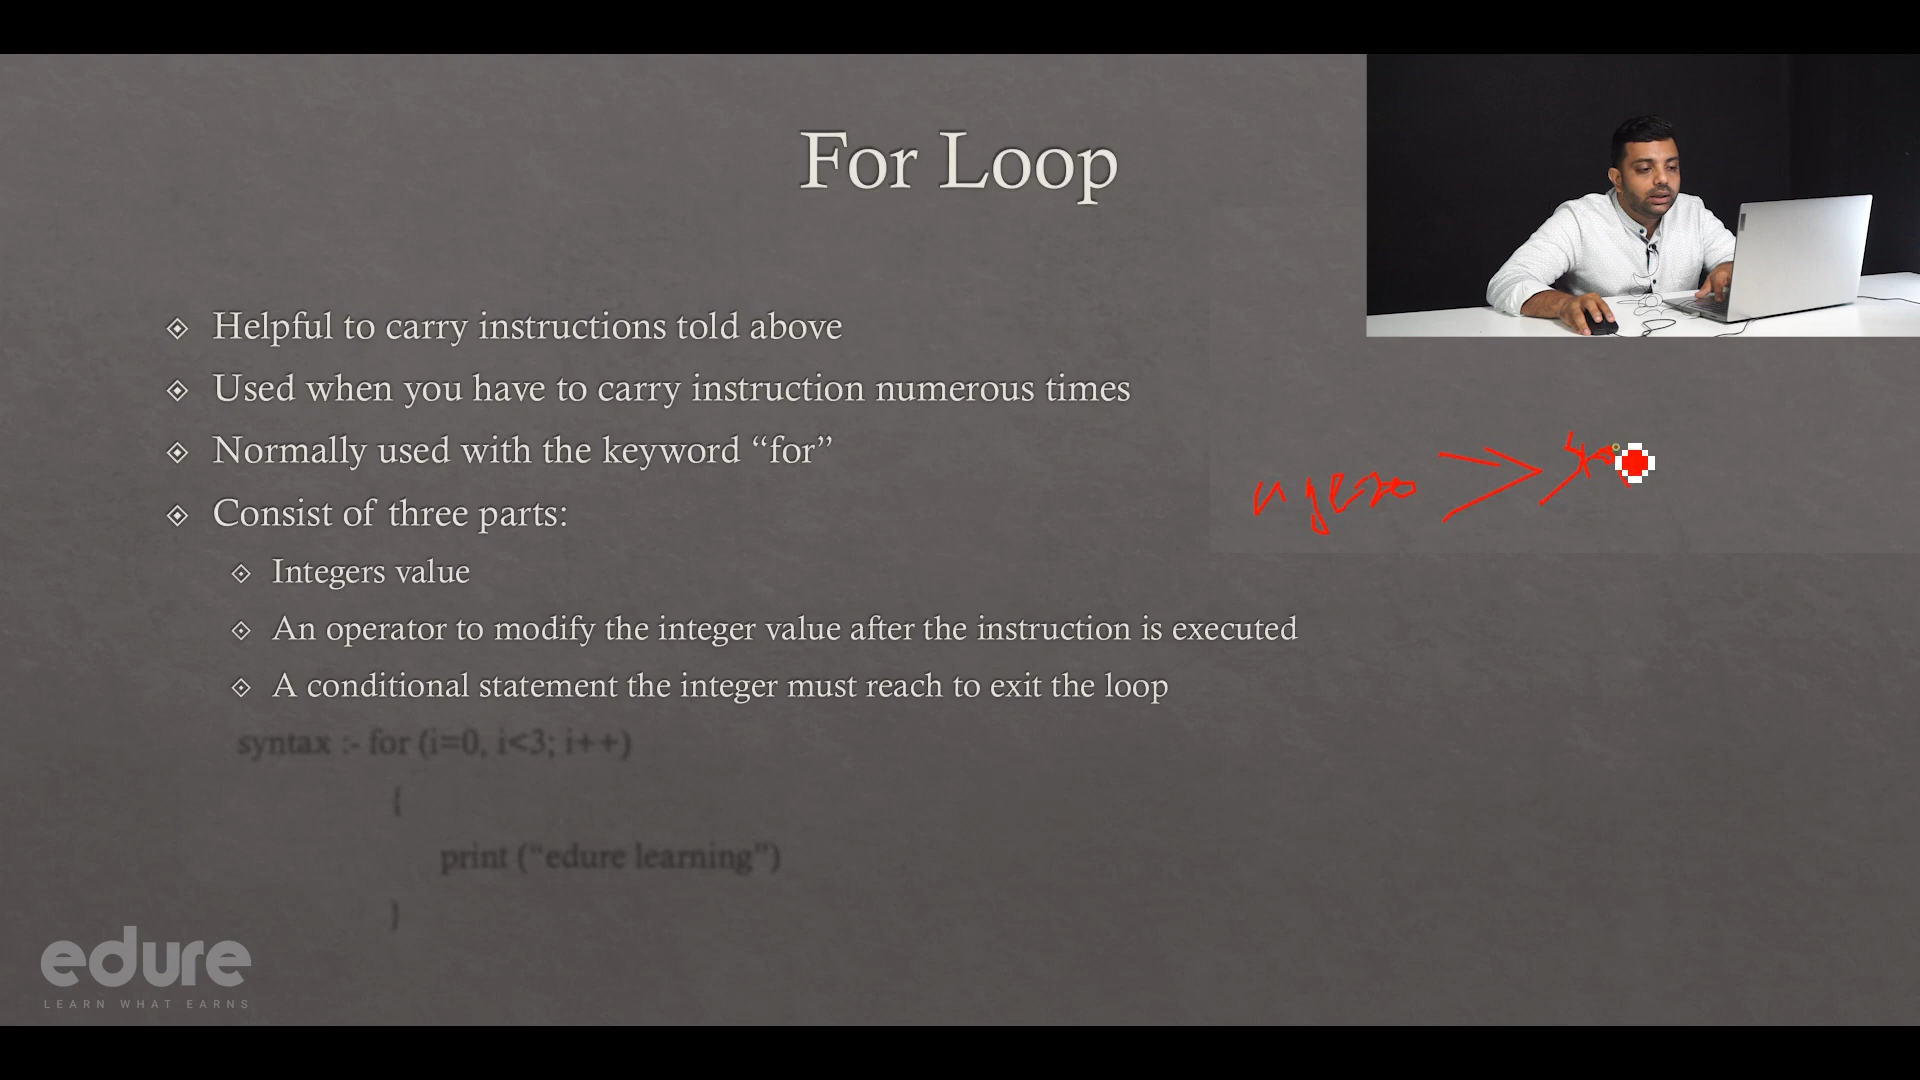 For Loop
Helpful to carry instructions told above
Used when you have to carry instruction numerous times
Normally used with the keyword “for”
Consist of three parts:
Integers value
An operator to modify the integer value after the instruction is executed
A conditional statement the integer must reach to exit the loop
syntax :- for (i=0, i<3; i++)
{
print (“edure learning”)
}
edure
LEARN WHAT EARNS